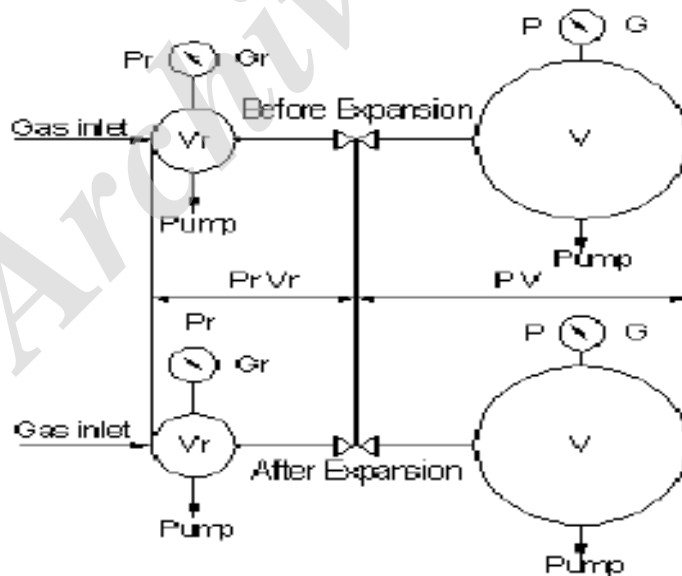 P G
Pr Gr
Before Expansion
Gas inlet
Vr
V
Pump
Pump
Pr Vr
P V
Pr
P G
Gr
Gas inlet
Vr
V
After Expansion
Pump
Pump
Archiv